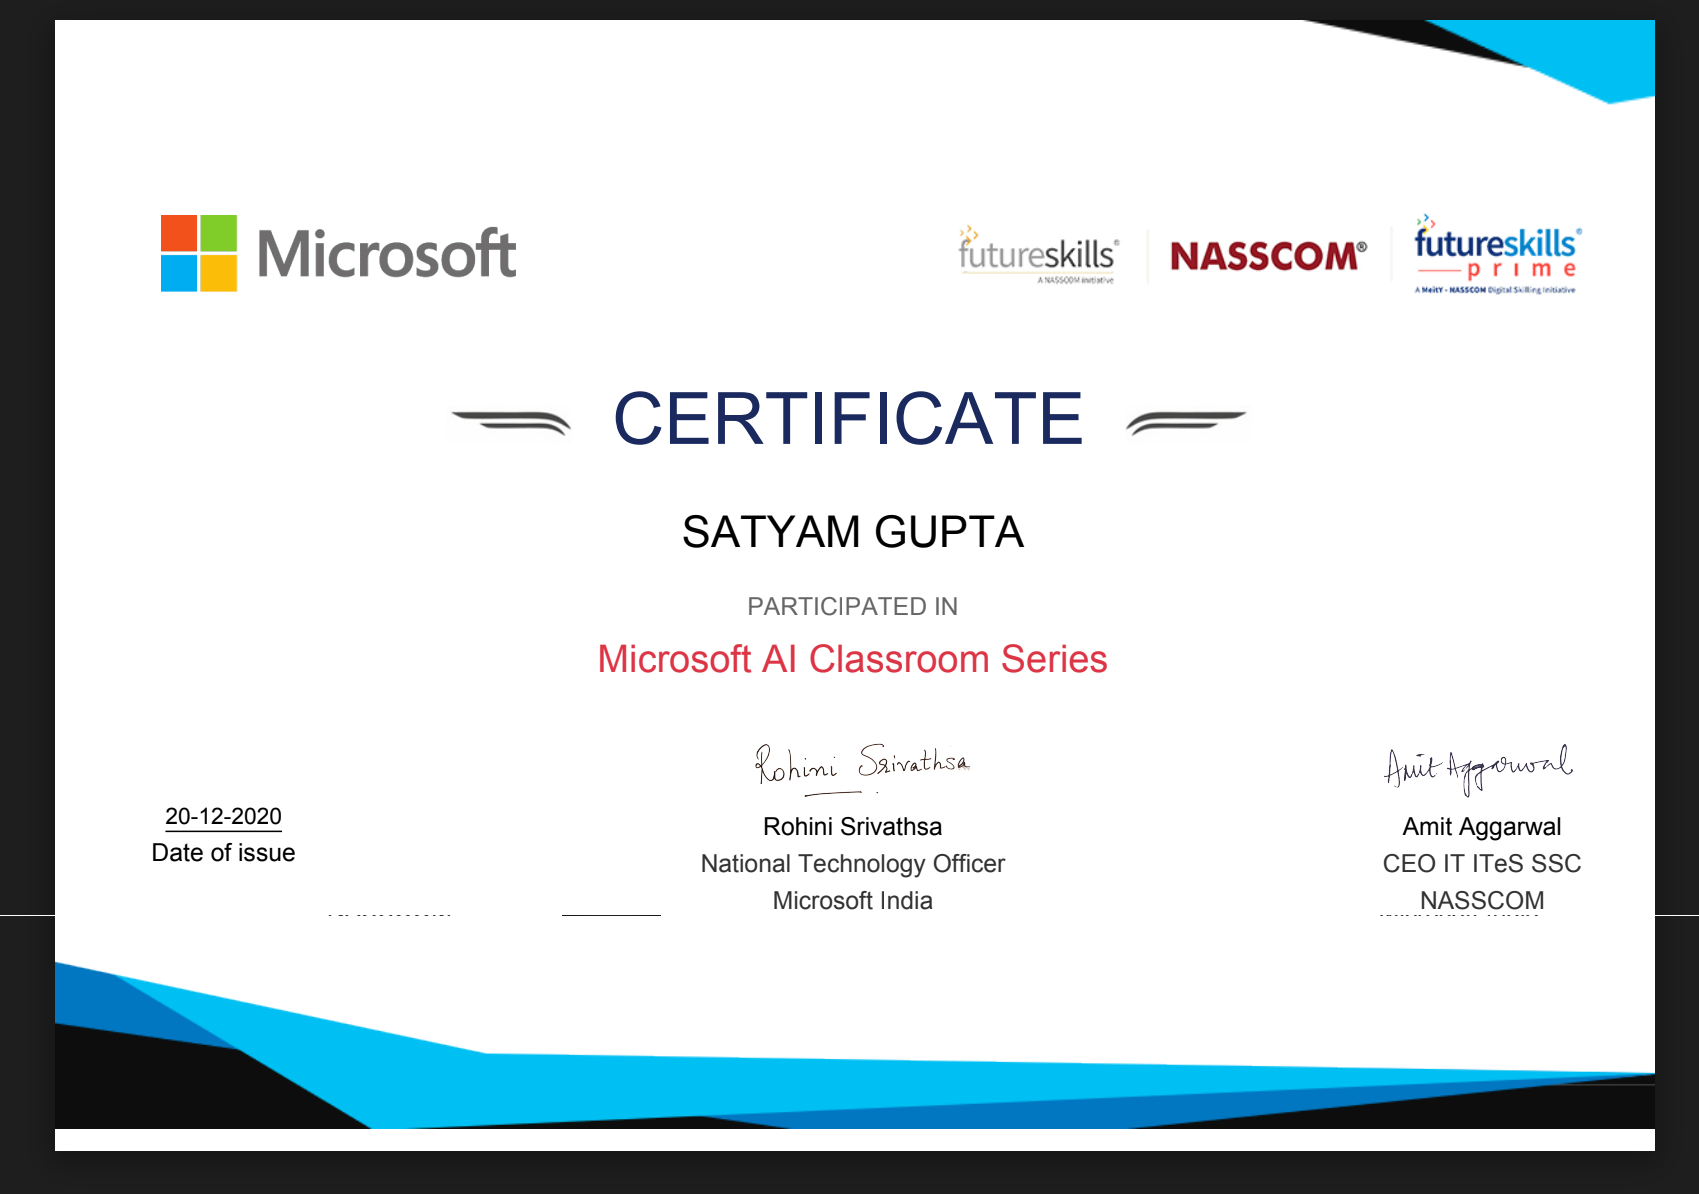 Microsoft
futureskills®
A NASSCOM Initiative
NASSCOM®
futureskills®
prime
A MeitY - NASSCOM Digital Skilling Initiative
CERTIFICATE
SATYAM GUPTA
PARTICIPATED IN
Microsoft AI Classroom Series
Rohini Srivathsa
Amit Aggarwal
20-12-2020
Date of issue
Rohini Srivathsa
National Technology Officer
Microsoft India
Amit Aggarwal
CEO IT ITeS SSC
NASSCOM